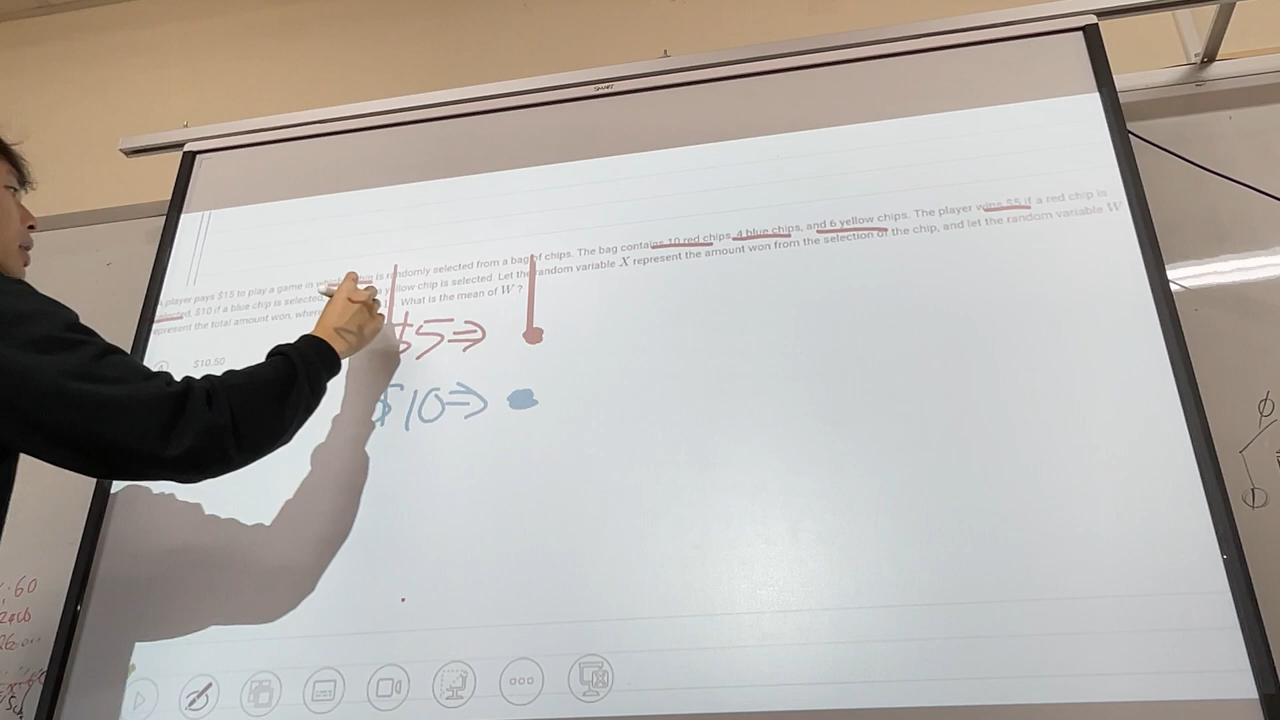 SMART
player pays $15 to play a game in which chip is randomly selected from a bag of chips. The bag contains 10 red chips, 4 blue chips, and 6 yellow chips. The player wins $5 if a red chip is
selected, $10 if a blue chip is selected, a yellow chip is selected. Let the random variable X represent the amount won from the selection of the chip, and let the random variable W
represent the total amount won, where What is the mean of W?
$5⇒
$10.50
$10⇒
60